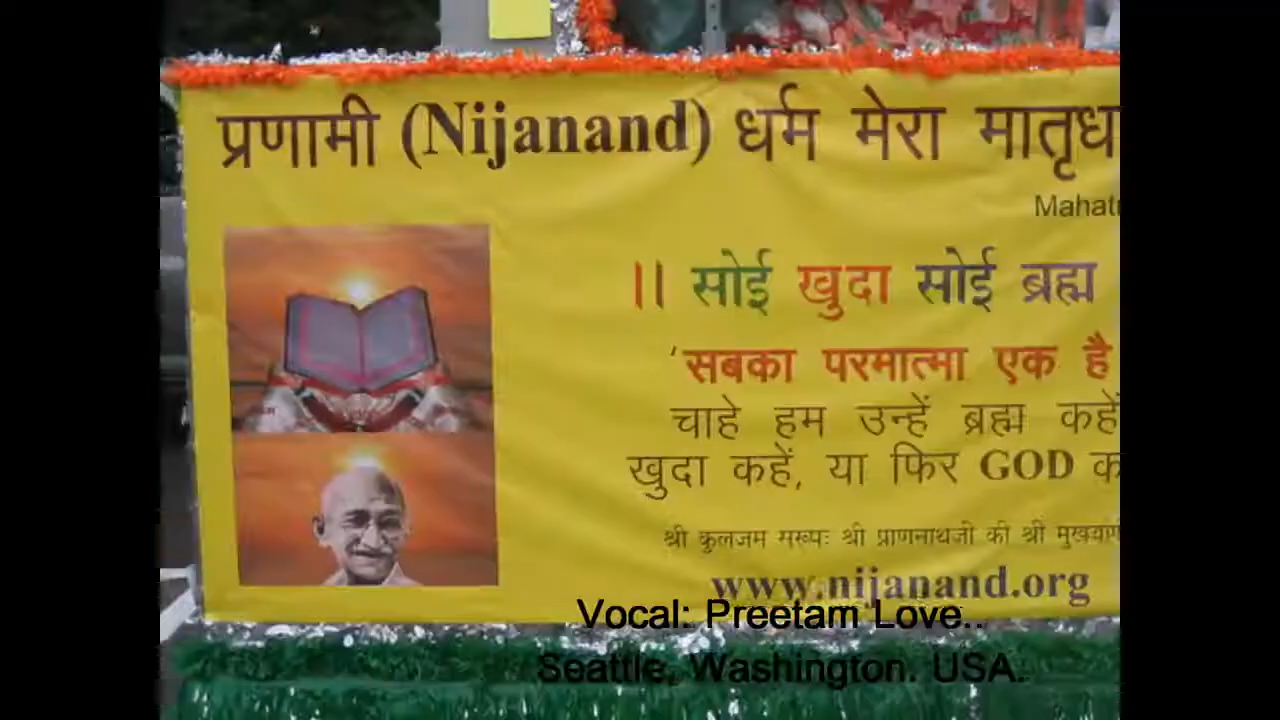 प्रणामी (Nijanand) धर्म मेरा मातृध
Mahat
|| सोई खुदा सोई ब्रह्म
'सबका परमात्मा एक है
चाहे हम उन्हें ब्रह्म कहें
खुदा कहें, या फिर GOD क
श्री कुलजम सरूपः श्री प्राणनाथजी की श्री मुखवाण
www.nijanand.org
Vocal: Preetam Love..
Seattle, Washington. USA.